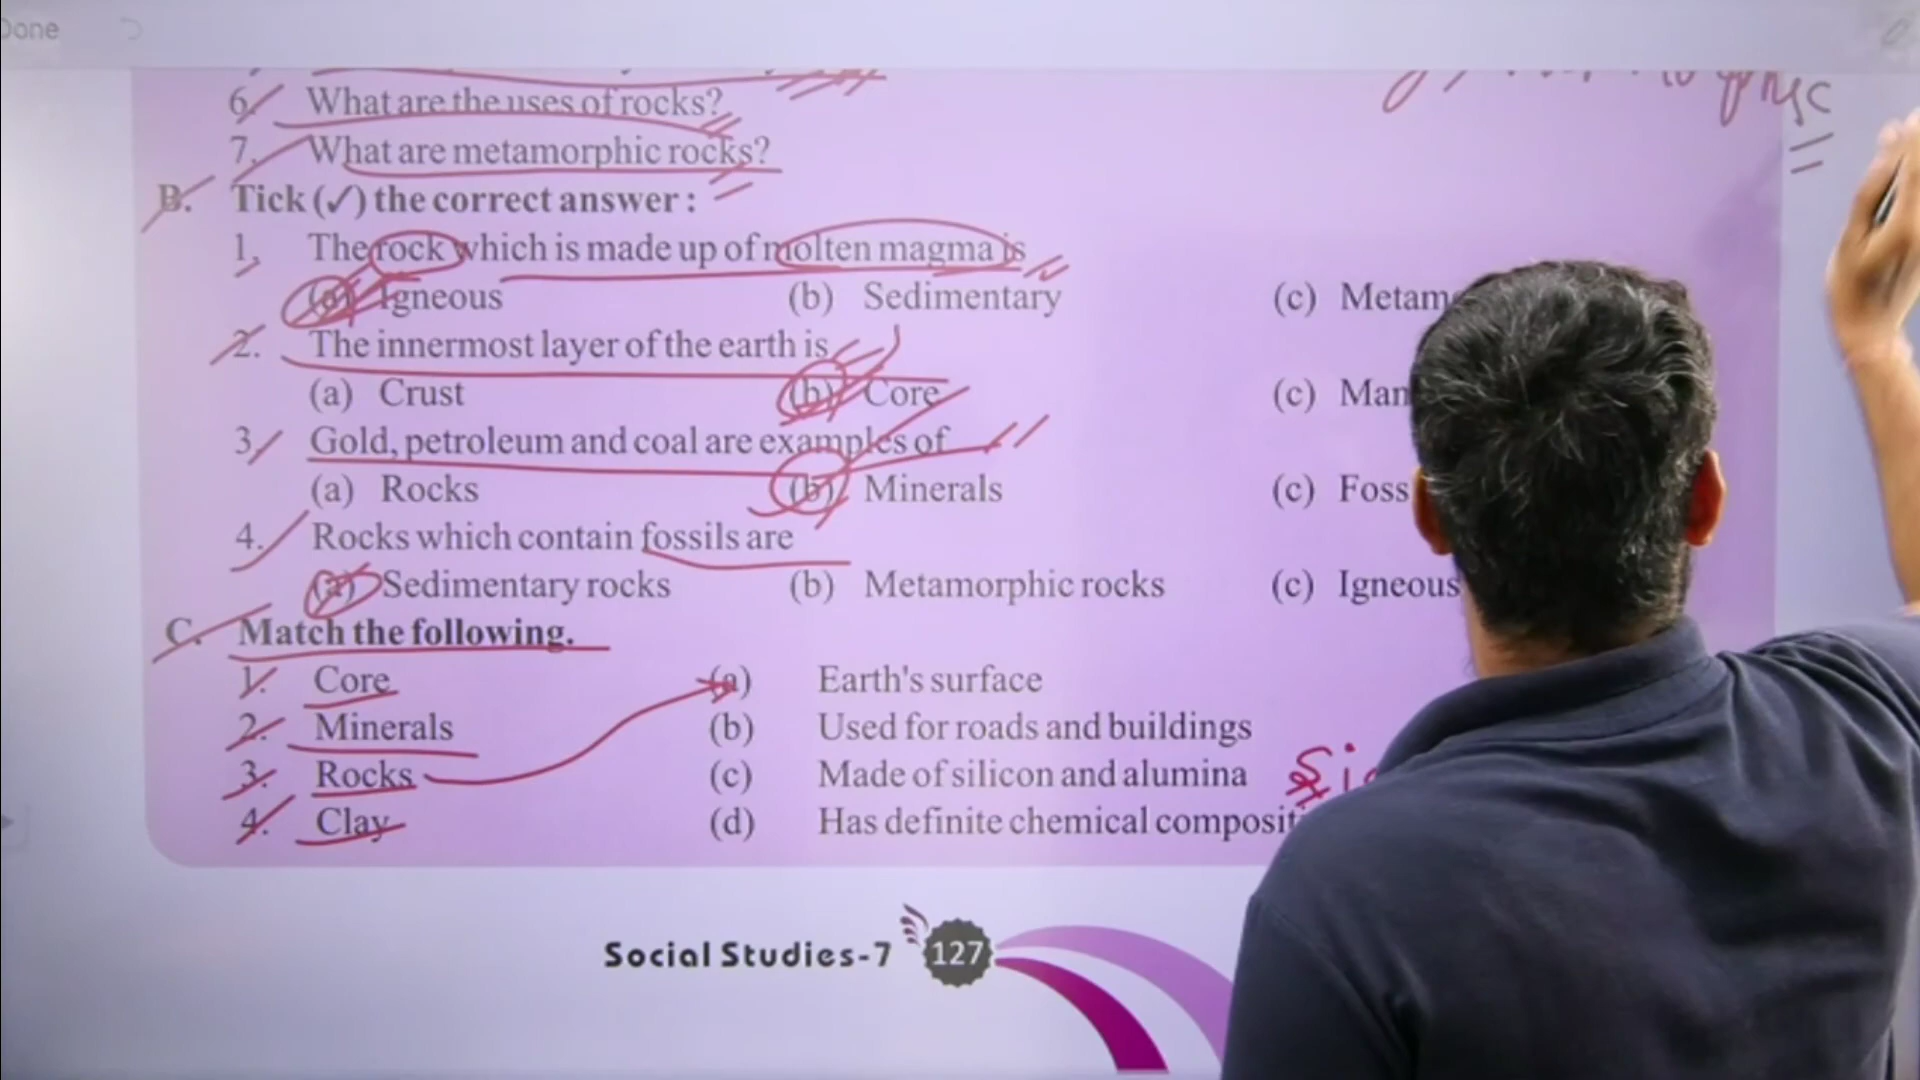 Done
6. What are the uses of rocks?
7. What are metamorphic rocks?
B. Tick (✓) the correct answer :
1. The rock which is made up of molten magma is
(a) Igneous (b) Sedimentary (c) Metam
2. The innermost layer of the earth is
(a) Crust (b) Core (c) Man
3. Gold, petroleum and coal are examples of
(a) Rocks (b) Minerals (c) Foss
4. Rocks which contain fossils are
(a) Sedimentary rocks (b) Metamorphic rocks (c) Igneous
C. Match the following.
1. Core (a) Earth's surface
2. Minerals (b) Used for roads and buildings
3. Rocks (c) Made of silicon and alumina Si
4. Clay (d) Has definite chemical composit
Social Studies-7 127